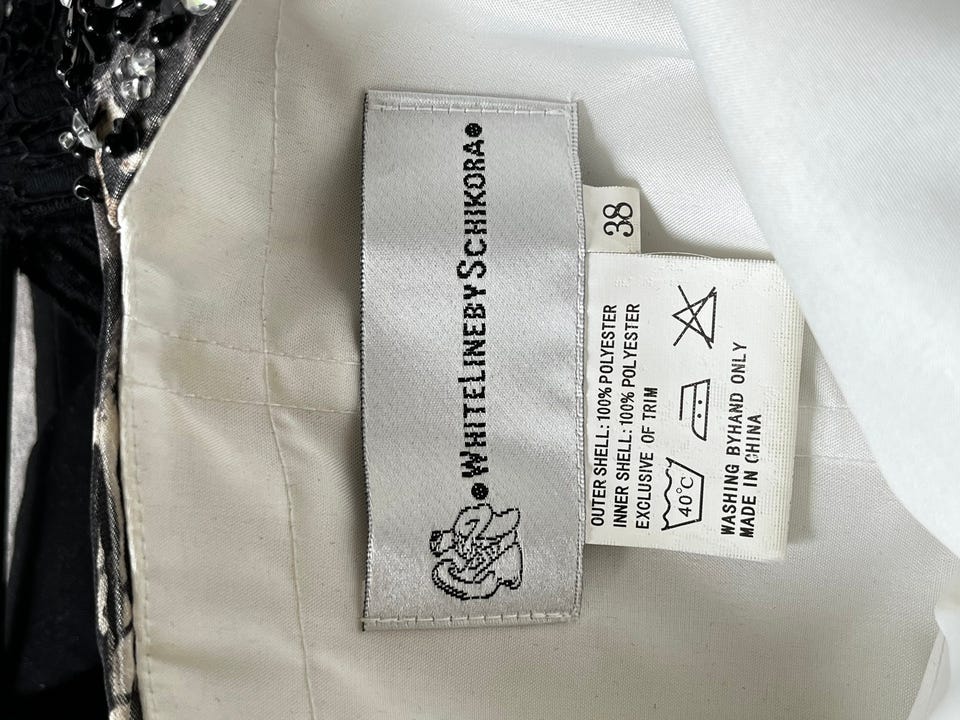 ●WHITELINEBYSCHIKORA●
38
OUTER SHELL: 100% POLYESTER
INNER SHELL: 100% POLYESTER
EXCLUSIVE OF TRIM
40°C
WASHING BYHAND ONLY
MADE IN CHINA